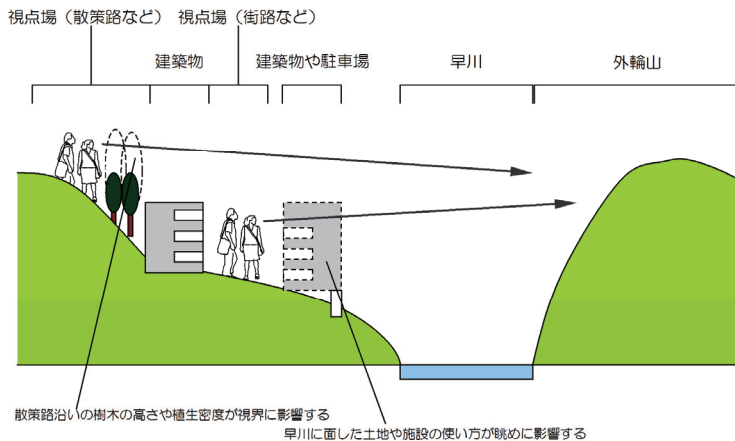 視点場（散策路など）
視点場（街路など）
建築物
建築物や駐車場
早川
外輪山
散策路沿いの樹木の高さや植生密度が視界に影響する
早川に面した土地や施設の使い方が眺めに影響する